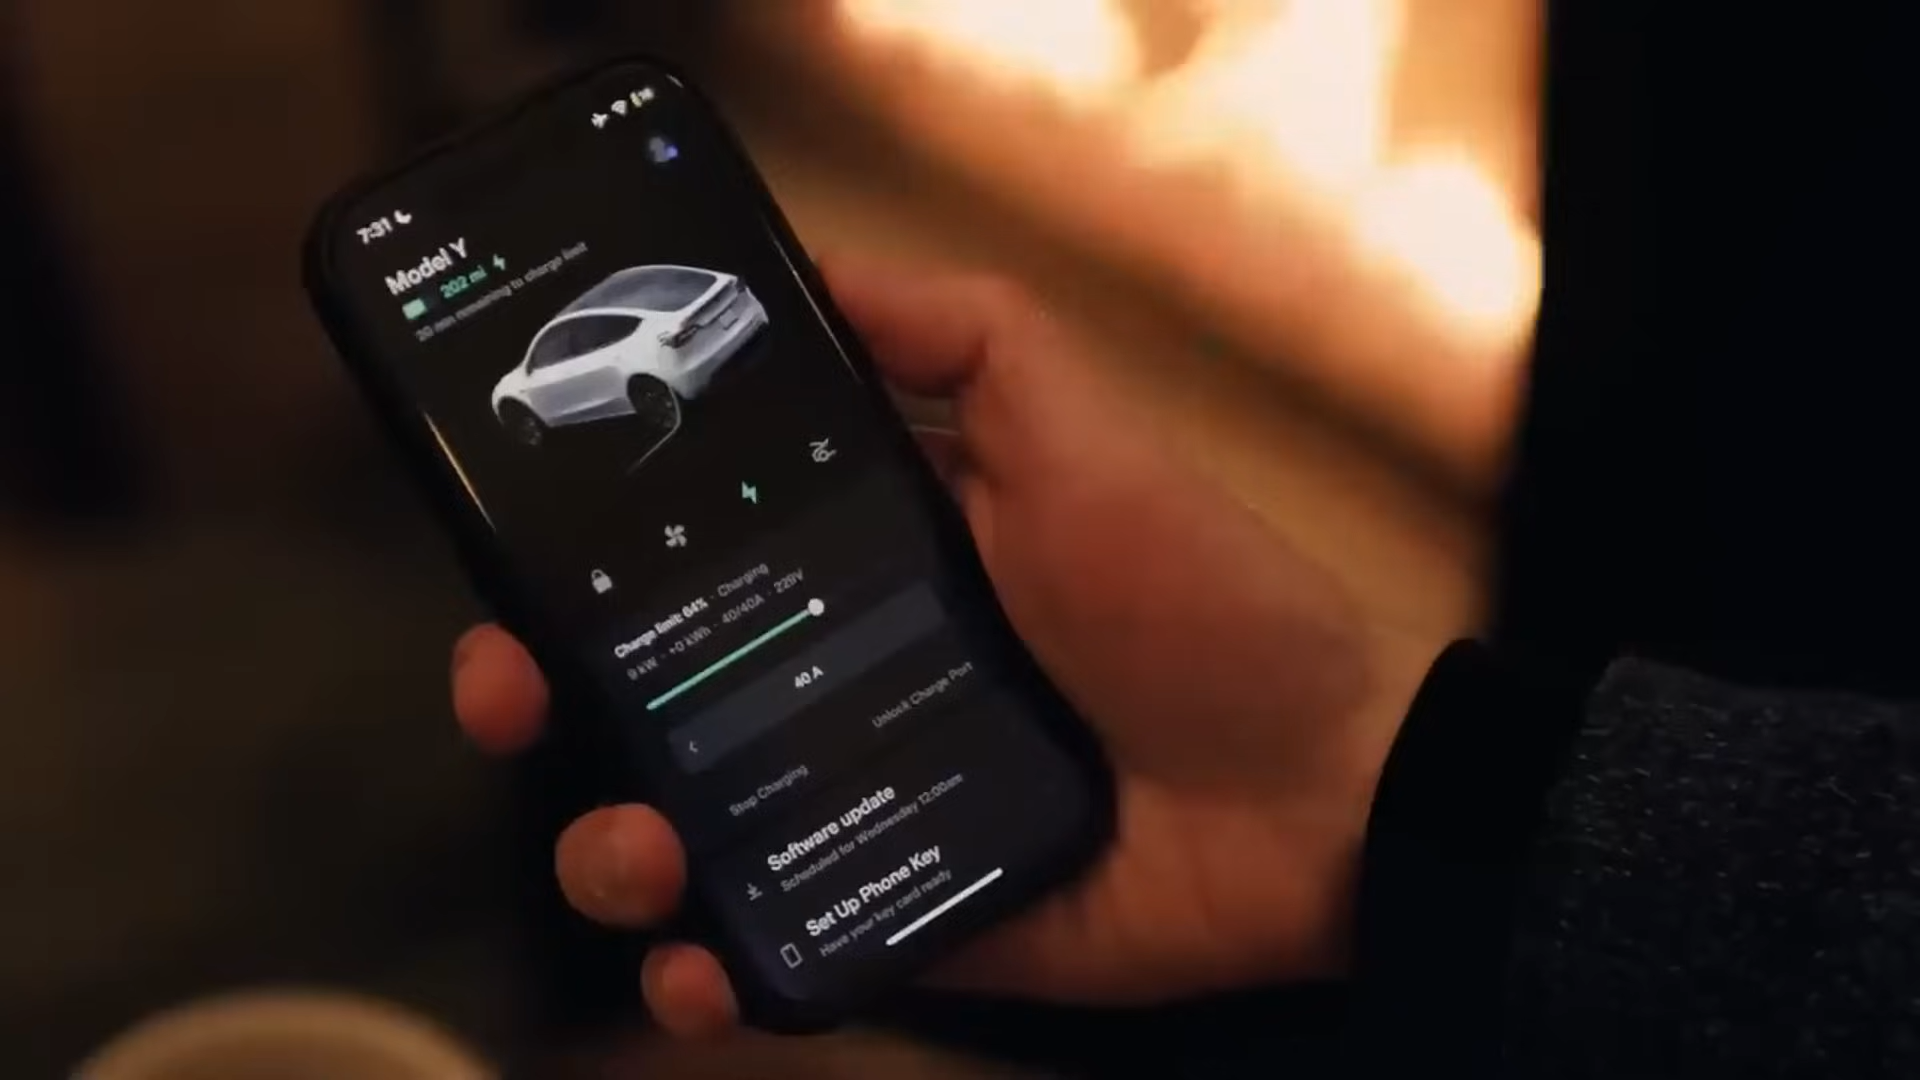 7:31
Model Y
202 mi
20 min remaining to charge limit
Charge limit: 64% · Charging
9 kW · +0 kWh · 40/40A · 229V
40 A
Unlock Charge Port
Stop Charging
Software update
Scheduled for Wednesday 12:00am
Set Up Phone Key
Have your key card ready